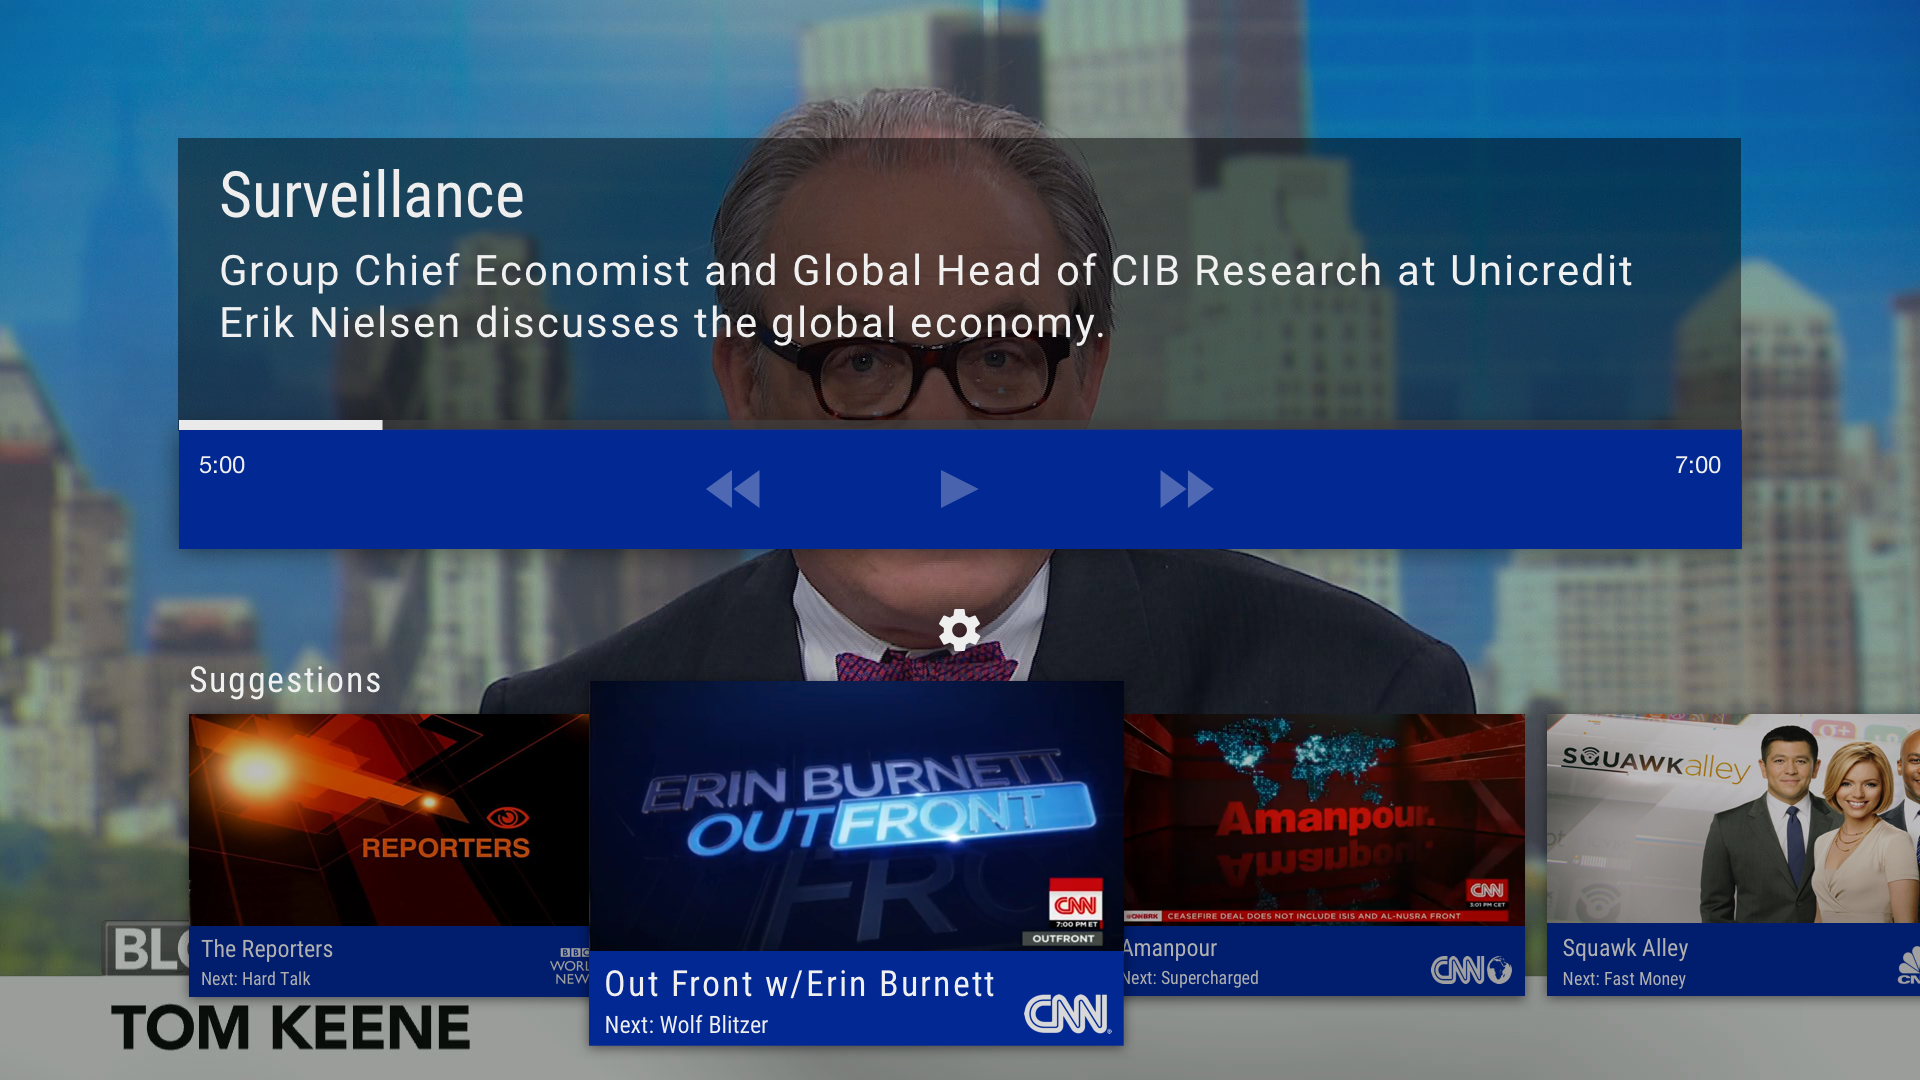 Surveillance
Group Chief Economist and Global Head of CIB Research at Unicredit
Erik Nielsen discusses the global economy.
5:00
7:00
Suggestions
REPORTERS
The Reporters
Next: Hard Talk
BBC
WORL
NEW
ERIN BURNETT
OUTFRONT
FR
CNN
7:00 PM ET
OUTFRONT
Out Front w/Erin Burnett
Next: Wolf Blitzer
CNN
Amanpour.
CNN
3:01 PM CET
CEASEFIRE DEAL DOES NOT INCLUDE ISIS AND AL-NUSRA FRONT
Amanpour
Next: Supercharged
CNN
SQUAWKalley
Squawk Alley
Next: Fast Money
CN
BLO
TOM KEENE